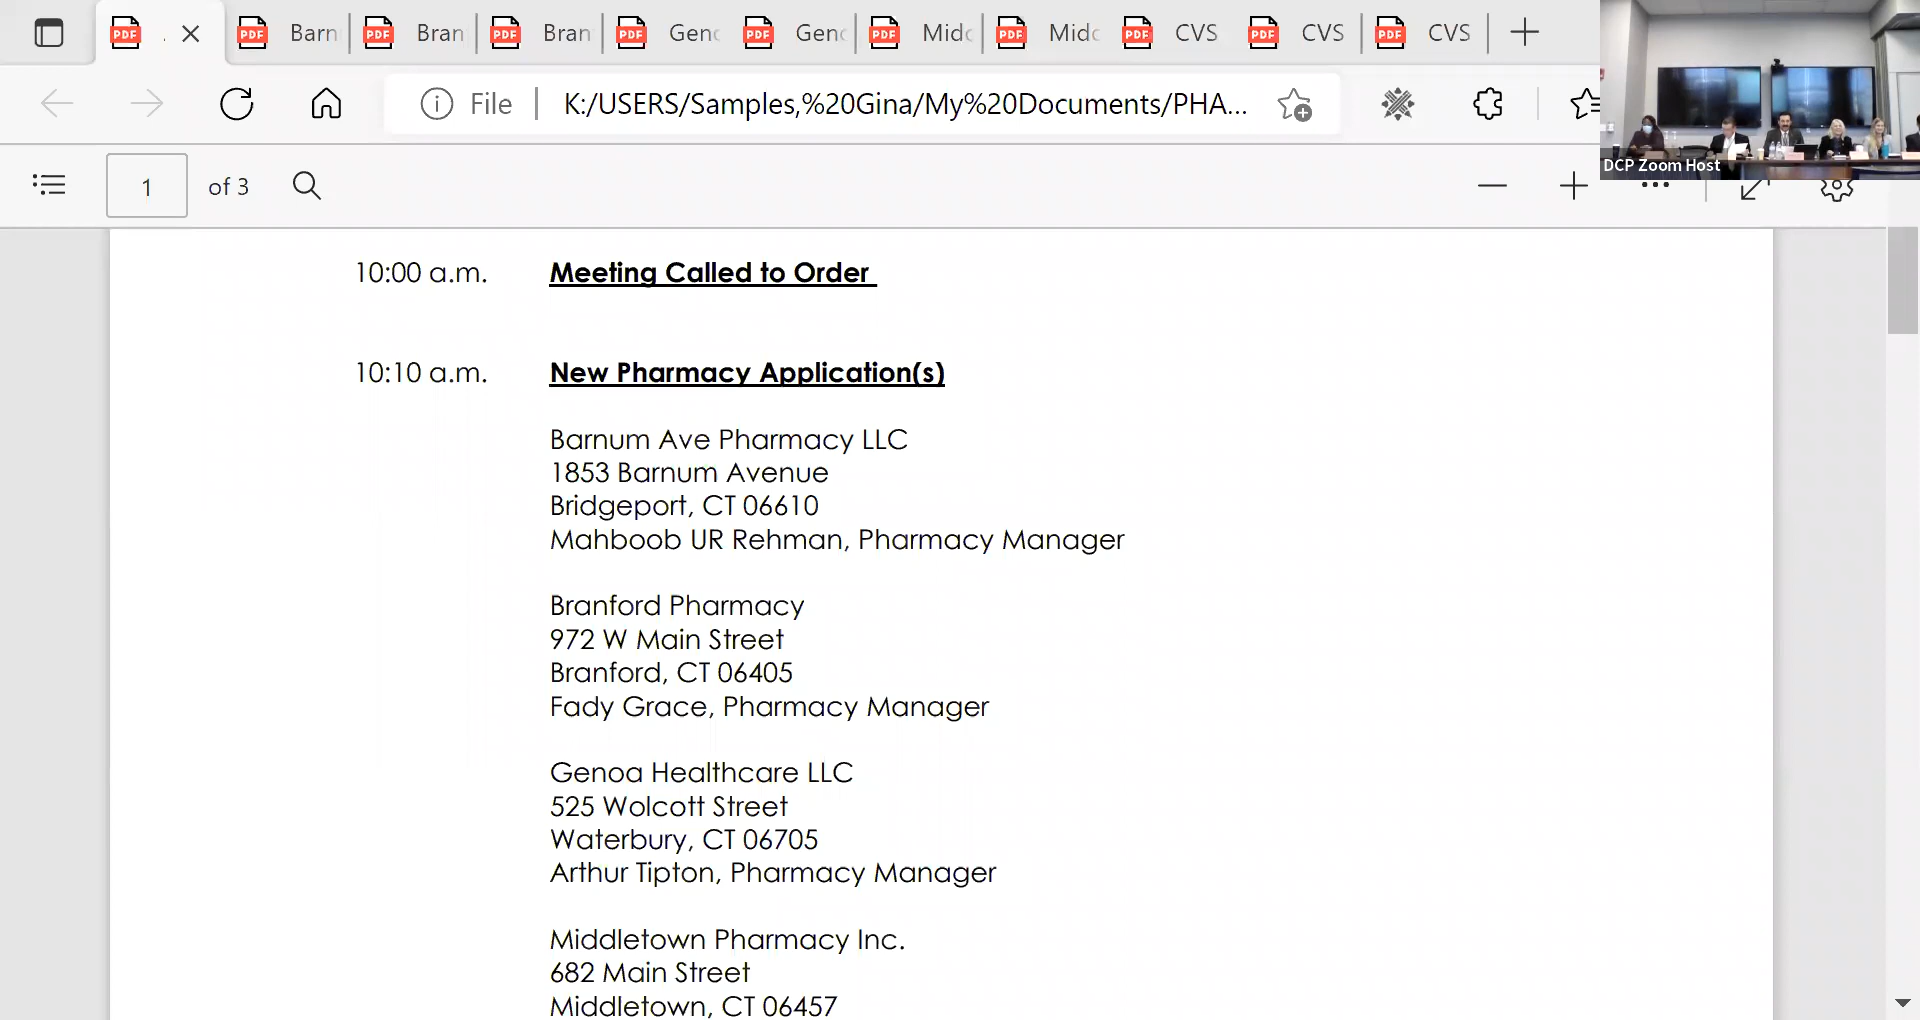 Barn
Bran
Bran
Gen
Gen
Mid
Mid
CVS
CVS
CVS
File
K:/USERS/Samples,%20Gina/My%20Documents/PHA...
DCP Zoom Host
1
of 3
10:00 a.m. Meeting Called to Order
10:10 a.m. New Pharmacy Application(s)
Barnum Ave Pharmacy LLC
1853 Barnum Avenue
Bridgeport, CT 06610
Mahboob UR Rehman, Pharmacy Manager
Branford Pharmacy
972 W Main Street
Branford, CT 06405
Fady Grace, Pharmacy Manager
Genoa Healthcare LLC
525 Wolcott Street
Waterbury, CT 06705
Arthur Tipton, Pharmacy Manager
Middletown Pharmacy Inc.
682 Main Street
Middletown, CT 06457